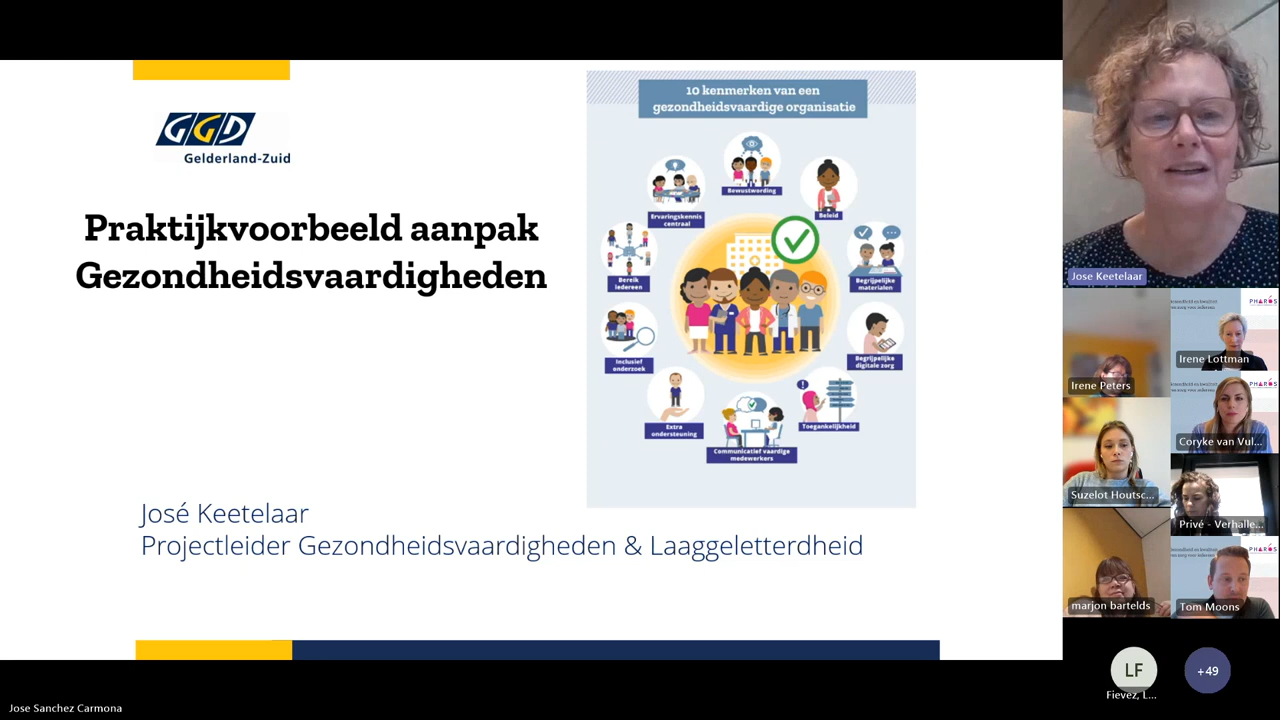 GGD
Gelderland-Zuid
Praktijkvoorbeeld aanpak
Gezondheidsvaardigheden
10 kenmerken van een
gezondheidsvaardige organisatie
Bewustwording
Ervaringskennis
centraal
Beleid
Bereik
iedereen
Begrijpelijke
materialen
Inclusief
onderzoek
Begrijpelijke
digitale zorg
Extra
ondersteuning
Toegankelijkheid
Communicatief vaardige
medewerkers
José Keetelaar
Projectleider Gezondheidsvaardigheden & Laaggeletterdheid
Jose Keetelaar
PHAROS
Irene Peters
Irene Lottman
PHAROS
Coryke van Vul...
Suzelot Houtsc...
Privé - Verhalle...
PHAROS
marjon bartelds
Tom Moons
LF
+49
Fievez, L...
Jose Sanchez Carmona